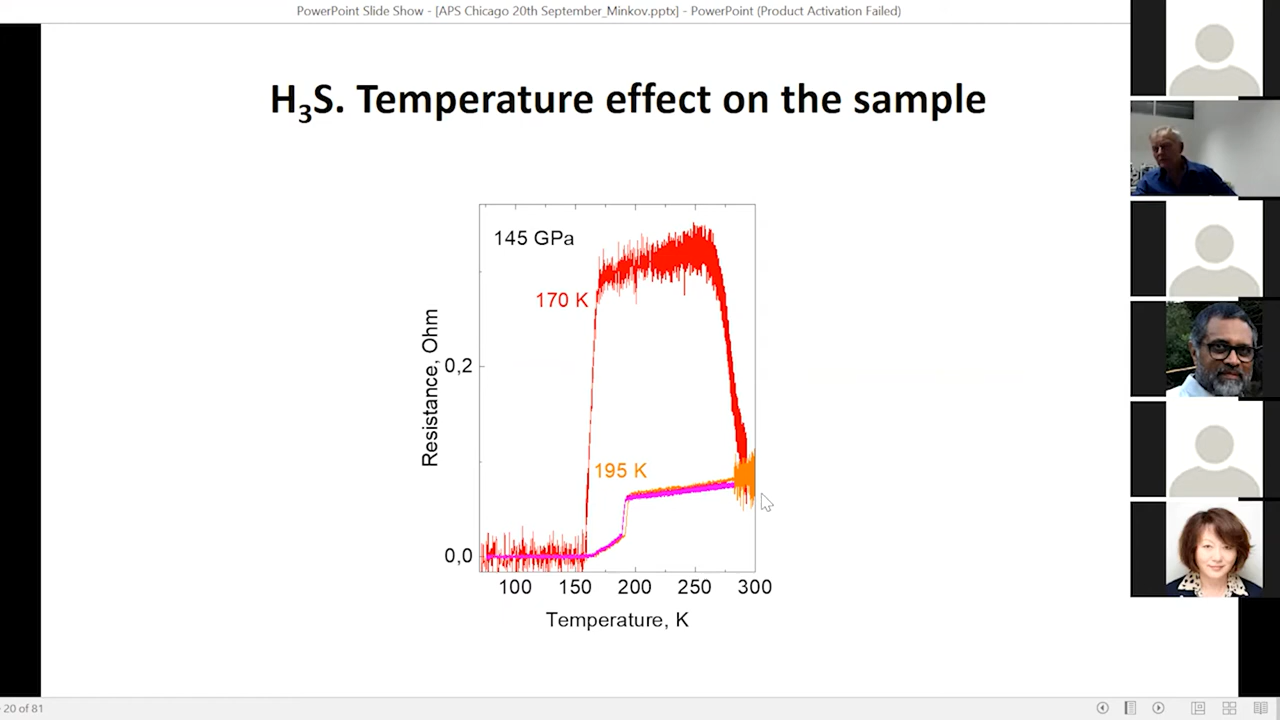 PowerPoint Slide Show - [APS Chicago 20th September_Minkov.pptx] - PowerPoint (Product Activation Failed)
H₃S. Temperature effect on the sample
145 GPa
170 K
195 K
Resistance, Ohm
0,2
0,0
100 150 200 250 300
Temperature, K
20 of 81